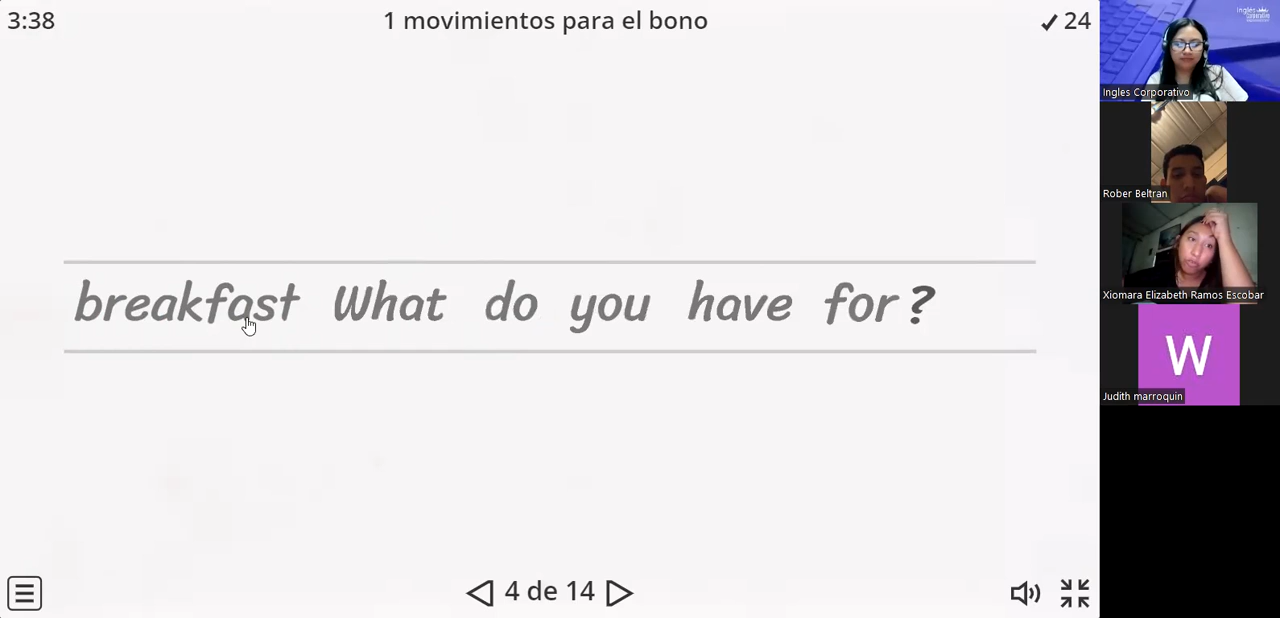 3:38
1 movimientos para el bono
24
breakfast What do you have for?
4 de 14
Ingles Corporativo
Rober Beltran
Xiomara Elizabeth Ramos Escobar
W
Judith marroquin